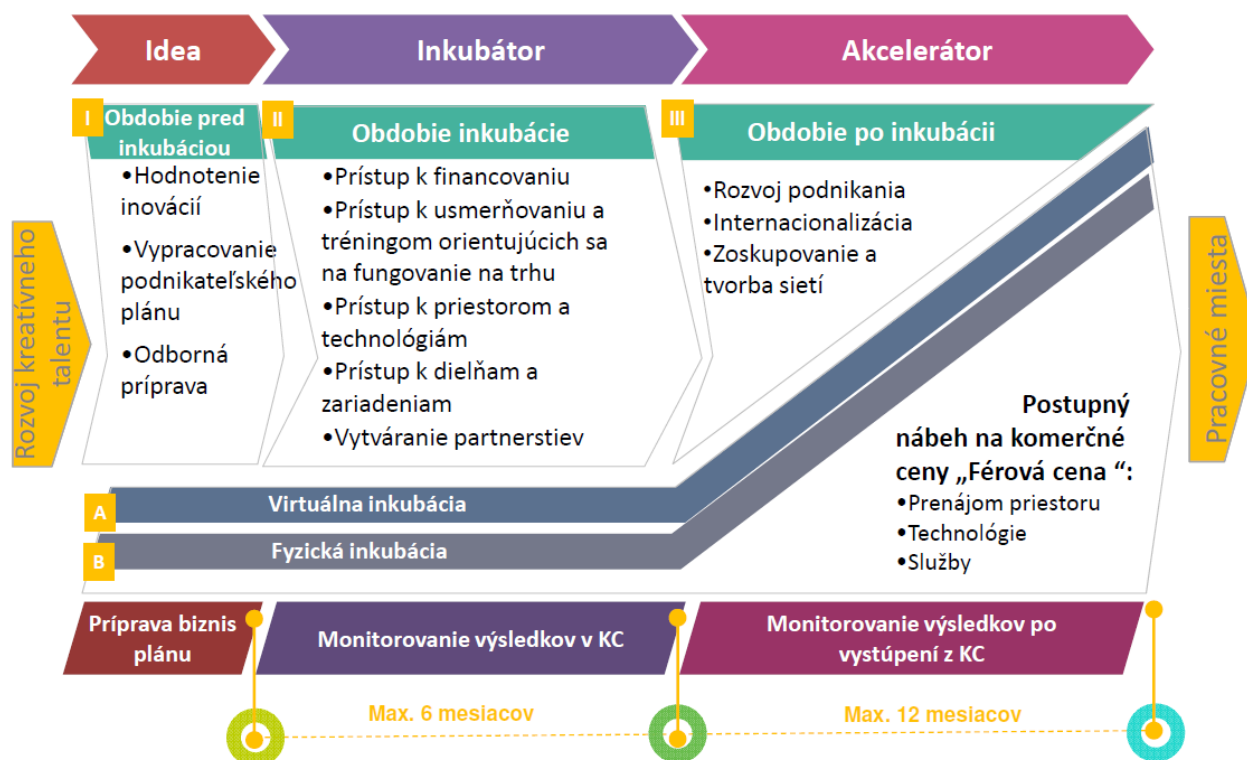 Idea
Inkubátor
Akcelerátor
I
Obdobie pred
inkubáciou
•Hodnotenie
inovácií
•Vypracovanie
podnikateľského
plánu
•Odborná
príprava
II
Obdobie inkubácie
•Prístup k financovaniu
•Prístup k usmerňovaniu a
tréningom orientujúcich sa
na fungovanie na trhu
•Prístup k priestorom a
technológiám
•Prístup k dielňam a
zariadeniam
•Vytváranie partnerstiev
III
Obdobie po inkubácii
•Rozvoj podnikania
•Internacionalizácia
•Zoskupovanie a
tvorba sietí
Rozvoj kreatívneho
talentu
Pracovné miesta
Postupný
nábeh na komerčné
ceny „Férová cena “:
•Prenájom priestoru
•Technológie
•Služby
A
Virtuálna inkubácia
B
Fyzická inkubácia
Príprava biznis
plánu
Monitorovanie výsledkov v KC
Monitorovanie výsledkov po
vystúpení z KC
Max. 6 mesiacov
Max. 12 mesiacov